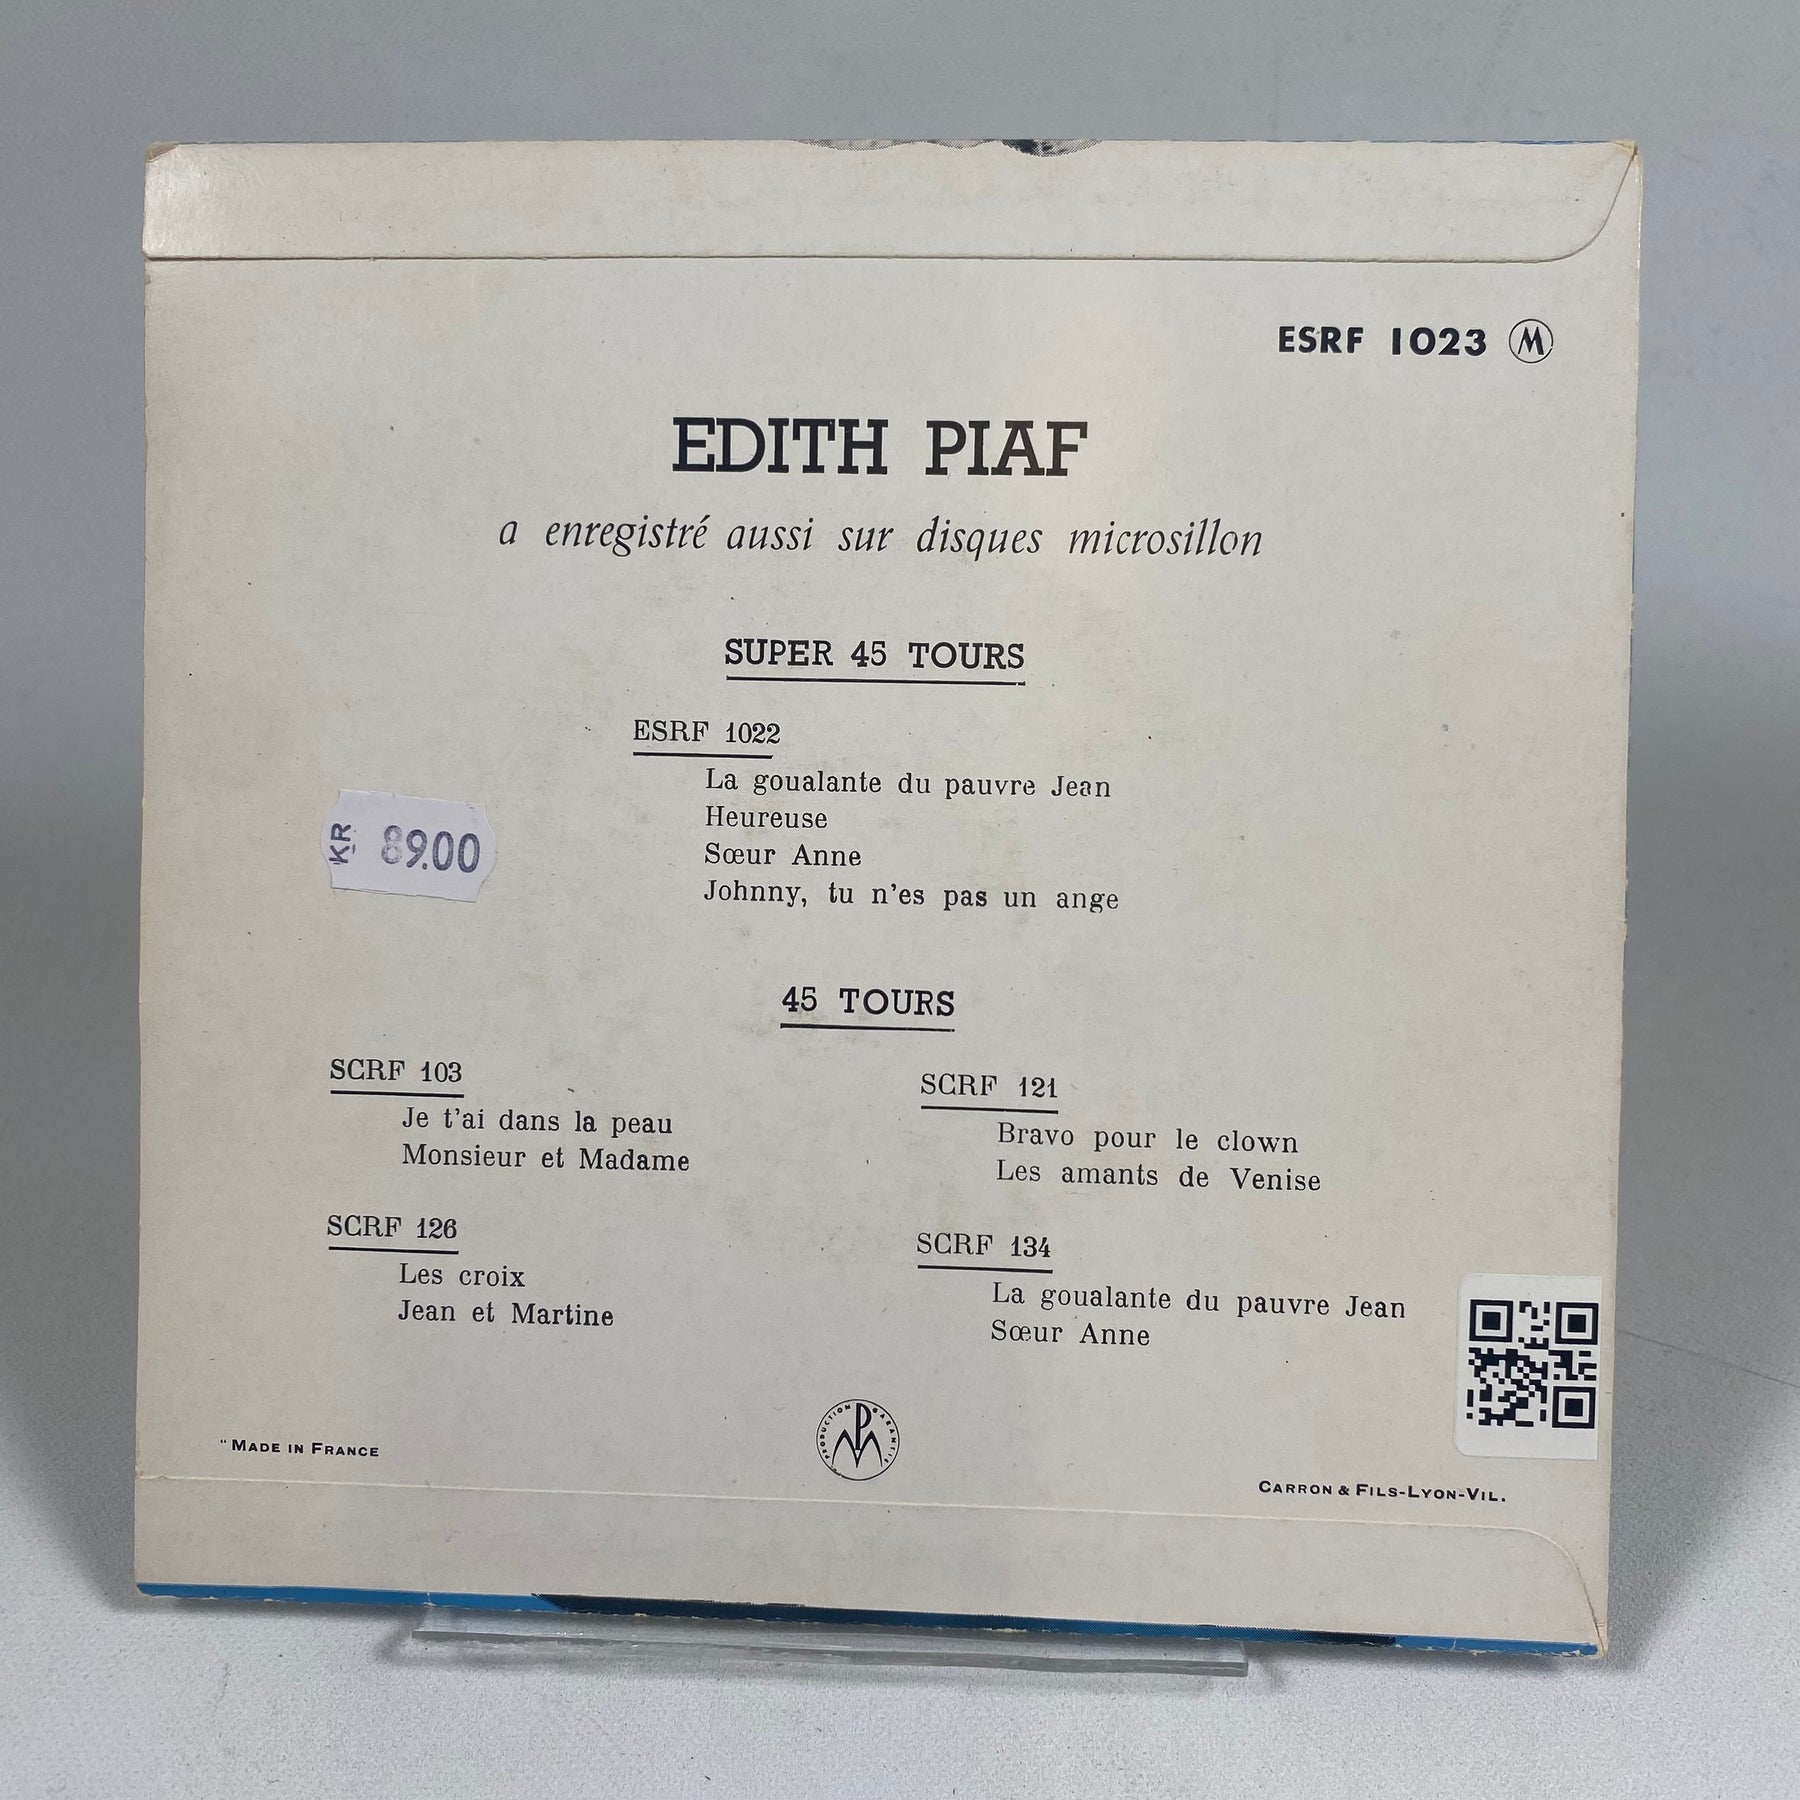 ESRF 1023 M
EDITH PIAF
a enregistré aussi sur disques microsillon
SUPER 45 TOURS
ESRF 1022
La goualante du pauvre Jean
Heureuse
Sœur Anne
Johnny, tu n'es pas un ange
KR 89.00
45 TOURS
SCRF 103
Je t'ai dans la peau
Monsieur et Madame
SCRF 121
Bravo pour le clown
Les amants de Venise
SCRF 126
Les croix
Jean et Martine
SCRF 134
La goualante du pauvre Jean
Sœur Anne
"MADE IN FRANCE
PRODUCTION GARANTIE
PM
CARRON & FILS-LYON-VIL.